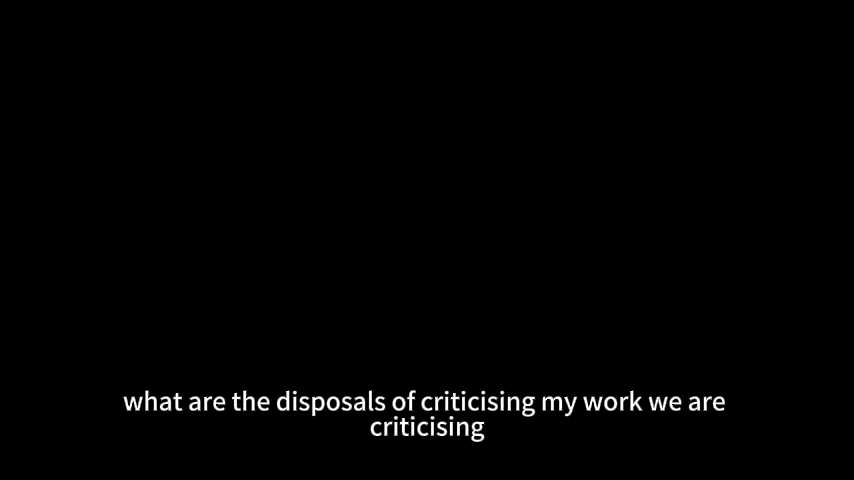 what are the disposals of criticising my work we are
criticising